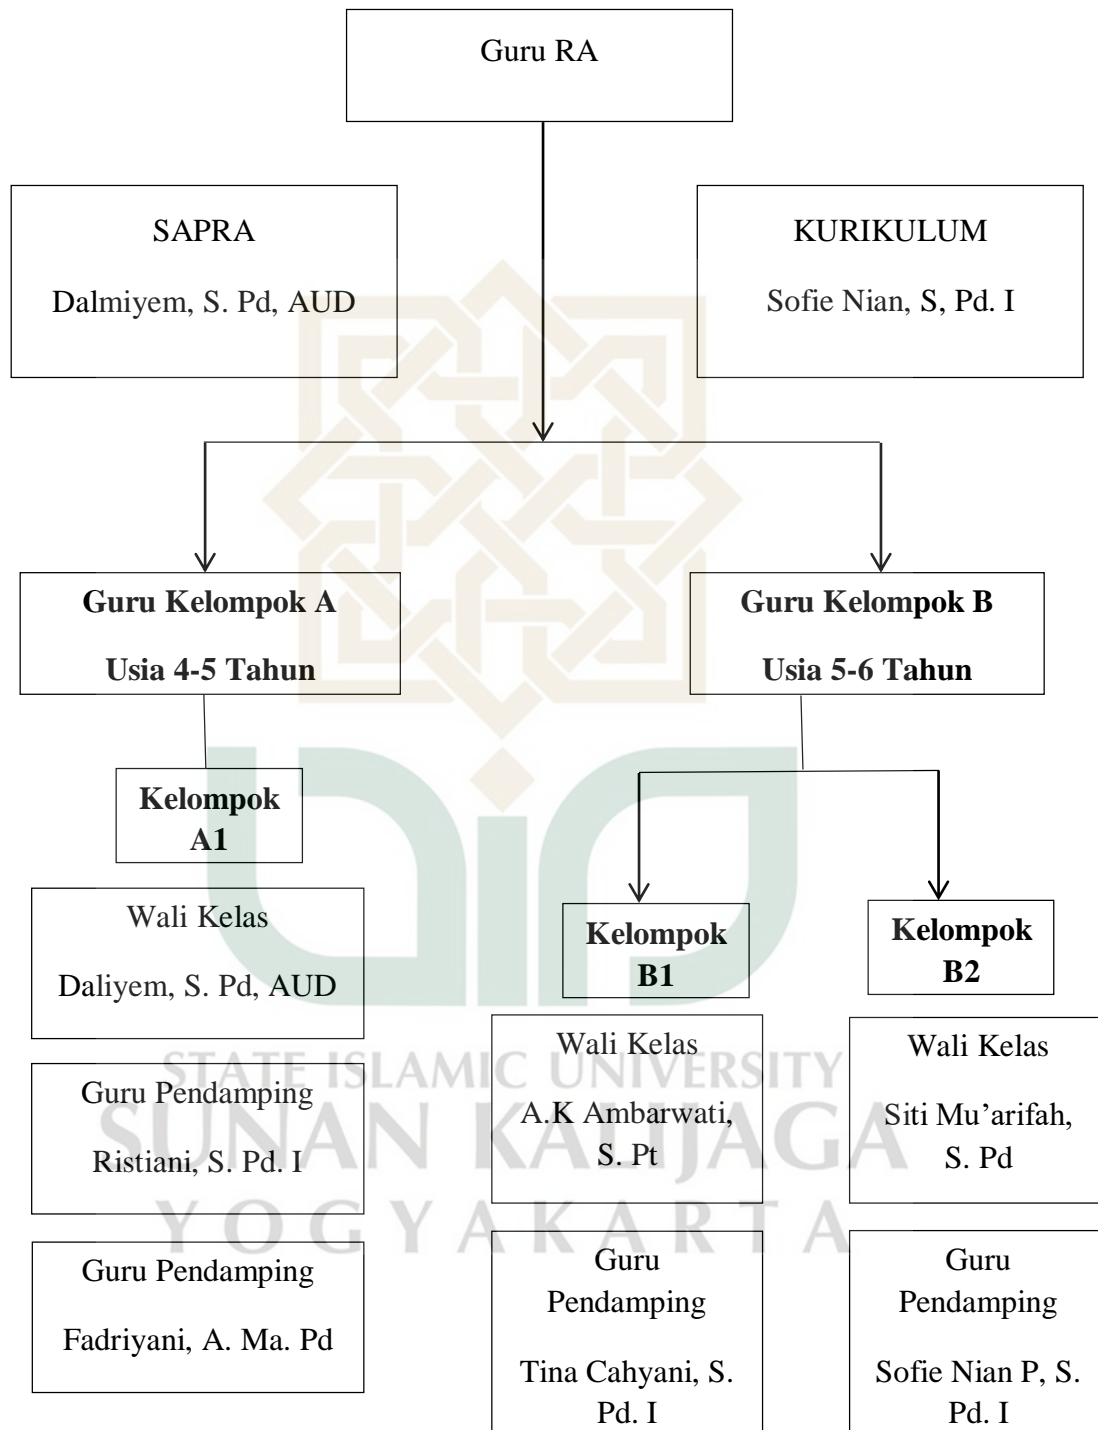 Guru RA
SAPRA
Dalmiyem, S. Pd, AUD
KURIKULUM
Sofie Nian, S, Pd. I
Guru Kelompok A
Usia 4-5 Tahun
Guru Kelompok B
Usia 5-6 Tahun
Kelompok
A1
Wali Kelas
Daliyem, S. Pd, AUD
Guru Pendamping
Ristiani, S. Pd. I
Guru Pendamping
Fadriyani, A. Ma. Pd
Kelompok
B1
Wali Kelas
A.K Ambarwati,
S. Pt
Guru
Pendamping
Tina Cahyani, S.
Pd. I
Kelompok
B2
Wali Kelas
Siti Mu’arifah,
S. Pd
Guru
Pendamping
Sofie Nian P, S.
Pd. I
STATE ISLAMIC UNIVERSITY
SUNAN KALIJAGA
YOGYAKARTA